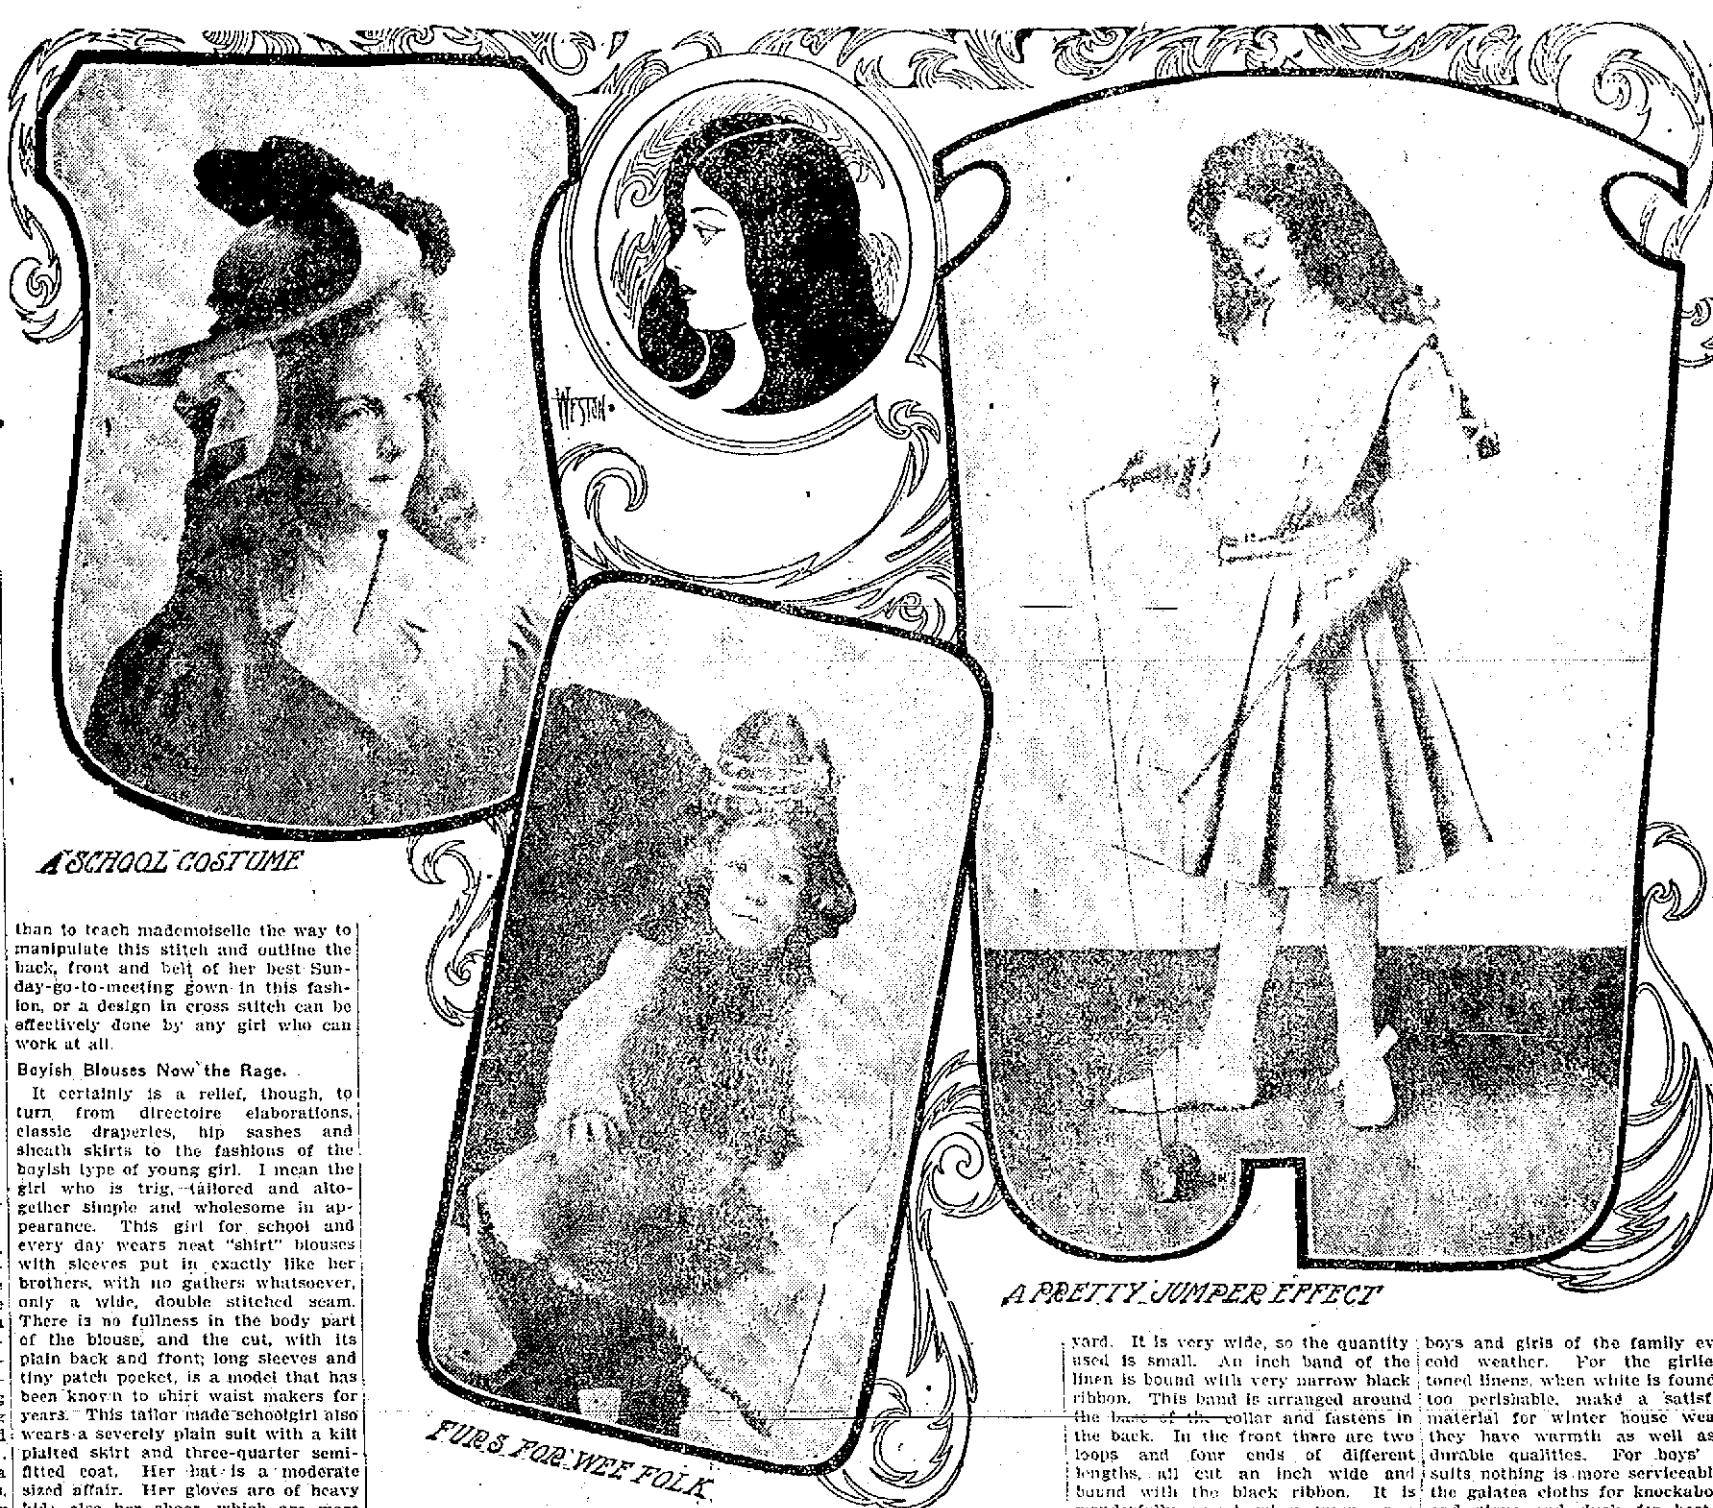 WESTON
A SCHOOL COSTUME
than to teach mademoiselle the way to
manipulate this stitch and outline the
back, front and belt of her best Sun-
day-go-to-meeting gown in this fash-
ion, or a design in cross stitch can be
effectively done by any girl who can
work at all.
Boyish Blouses Now the Rage.
It certainly is a relief, though, to
turn from directoire elaborations,
classic draperies, hip sashes and
sheath skirts to the fashions of the
boyish type of young girl. I mean the
girl who is trig, tailored and alto-
gether simple and wholesome in ap-
pearance. This girl for school and
every day wears neat "shirt" blouses
with sleeves put in exactly like her
brothers, with no gathers whatsoever,
only a wide, double stitched seam.
There is no fullness in the body part
of the blouse, and the cut, with its
plain back and front; long sleeves and
tiny patch pocket, is a model that has
been known to shirt waist makers for
years. This tailor made schoolgirl also
wears a severely plain suit with a kilt
plaited skirt and three-quarter semi-
fitted coat. Her hat is a moderate
sized affair. Her gloves are of heavy
also her shoes, which are
FURS FOR WEE FOLK
A PRETTY JUMPER EFFECT
yard. It is very wide, so the quantity
used is small. An inch band of the
linen is bound with very narrow black
ribbon. This band is arranged around
the base of the collar and fastens in
the back. In the front there are two
loops and four ends of different
lengths, all cut an inch wide and
bound with the black ribbon. It is
boys and girls of the family ev
cold weather. For the girlie
toned linens, when white is found
too perishable, make a satisf
material for winter house wea
they have warmth as well as
durable qualities. For boys'
suits nothing is more serviceabl
the galatea cloths for knockabo